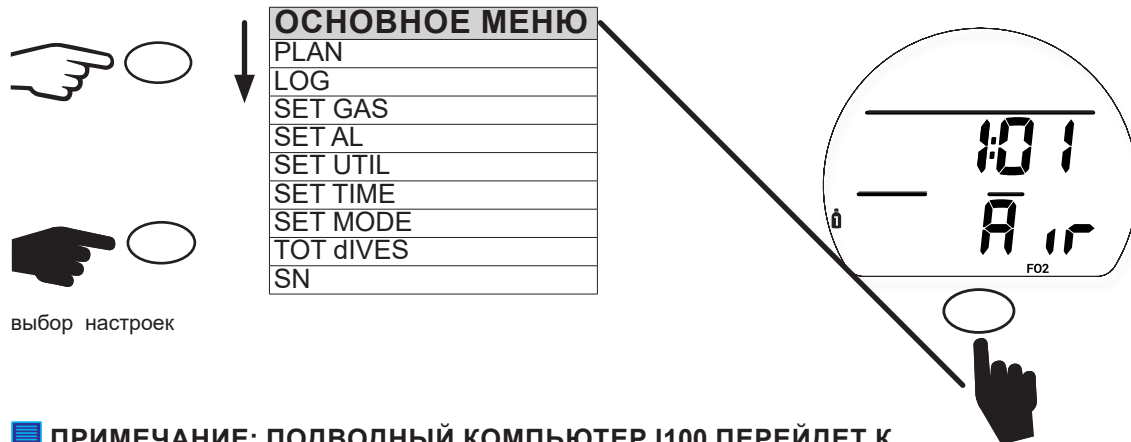 ОСНОВНОЕ МЕНЮ
PLAN
LOG
SET GAS
SET AL
SET UTIL
SET TIME
SET MODE
TOT dIVES
SN
выбор настроек
1:01
Air
FO2
1
ПРИМЕЧАНИЕ: ПОДВОДНЫЙ КОМПЬЮТЕР I100 ПЕРЕЙДЕТ К